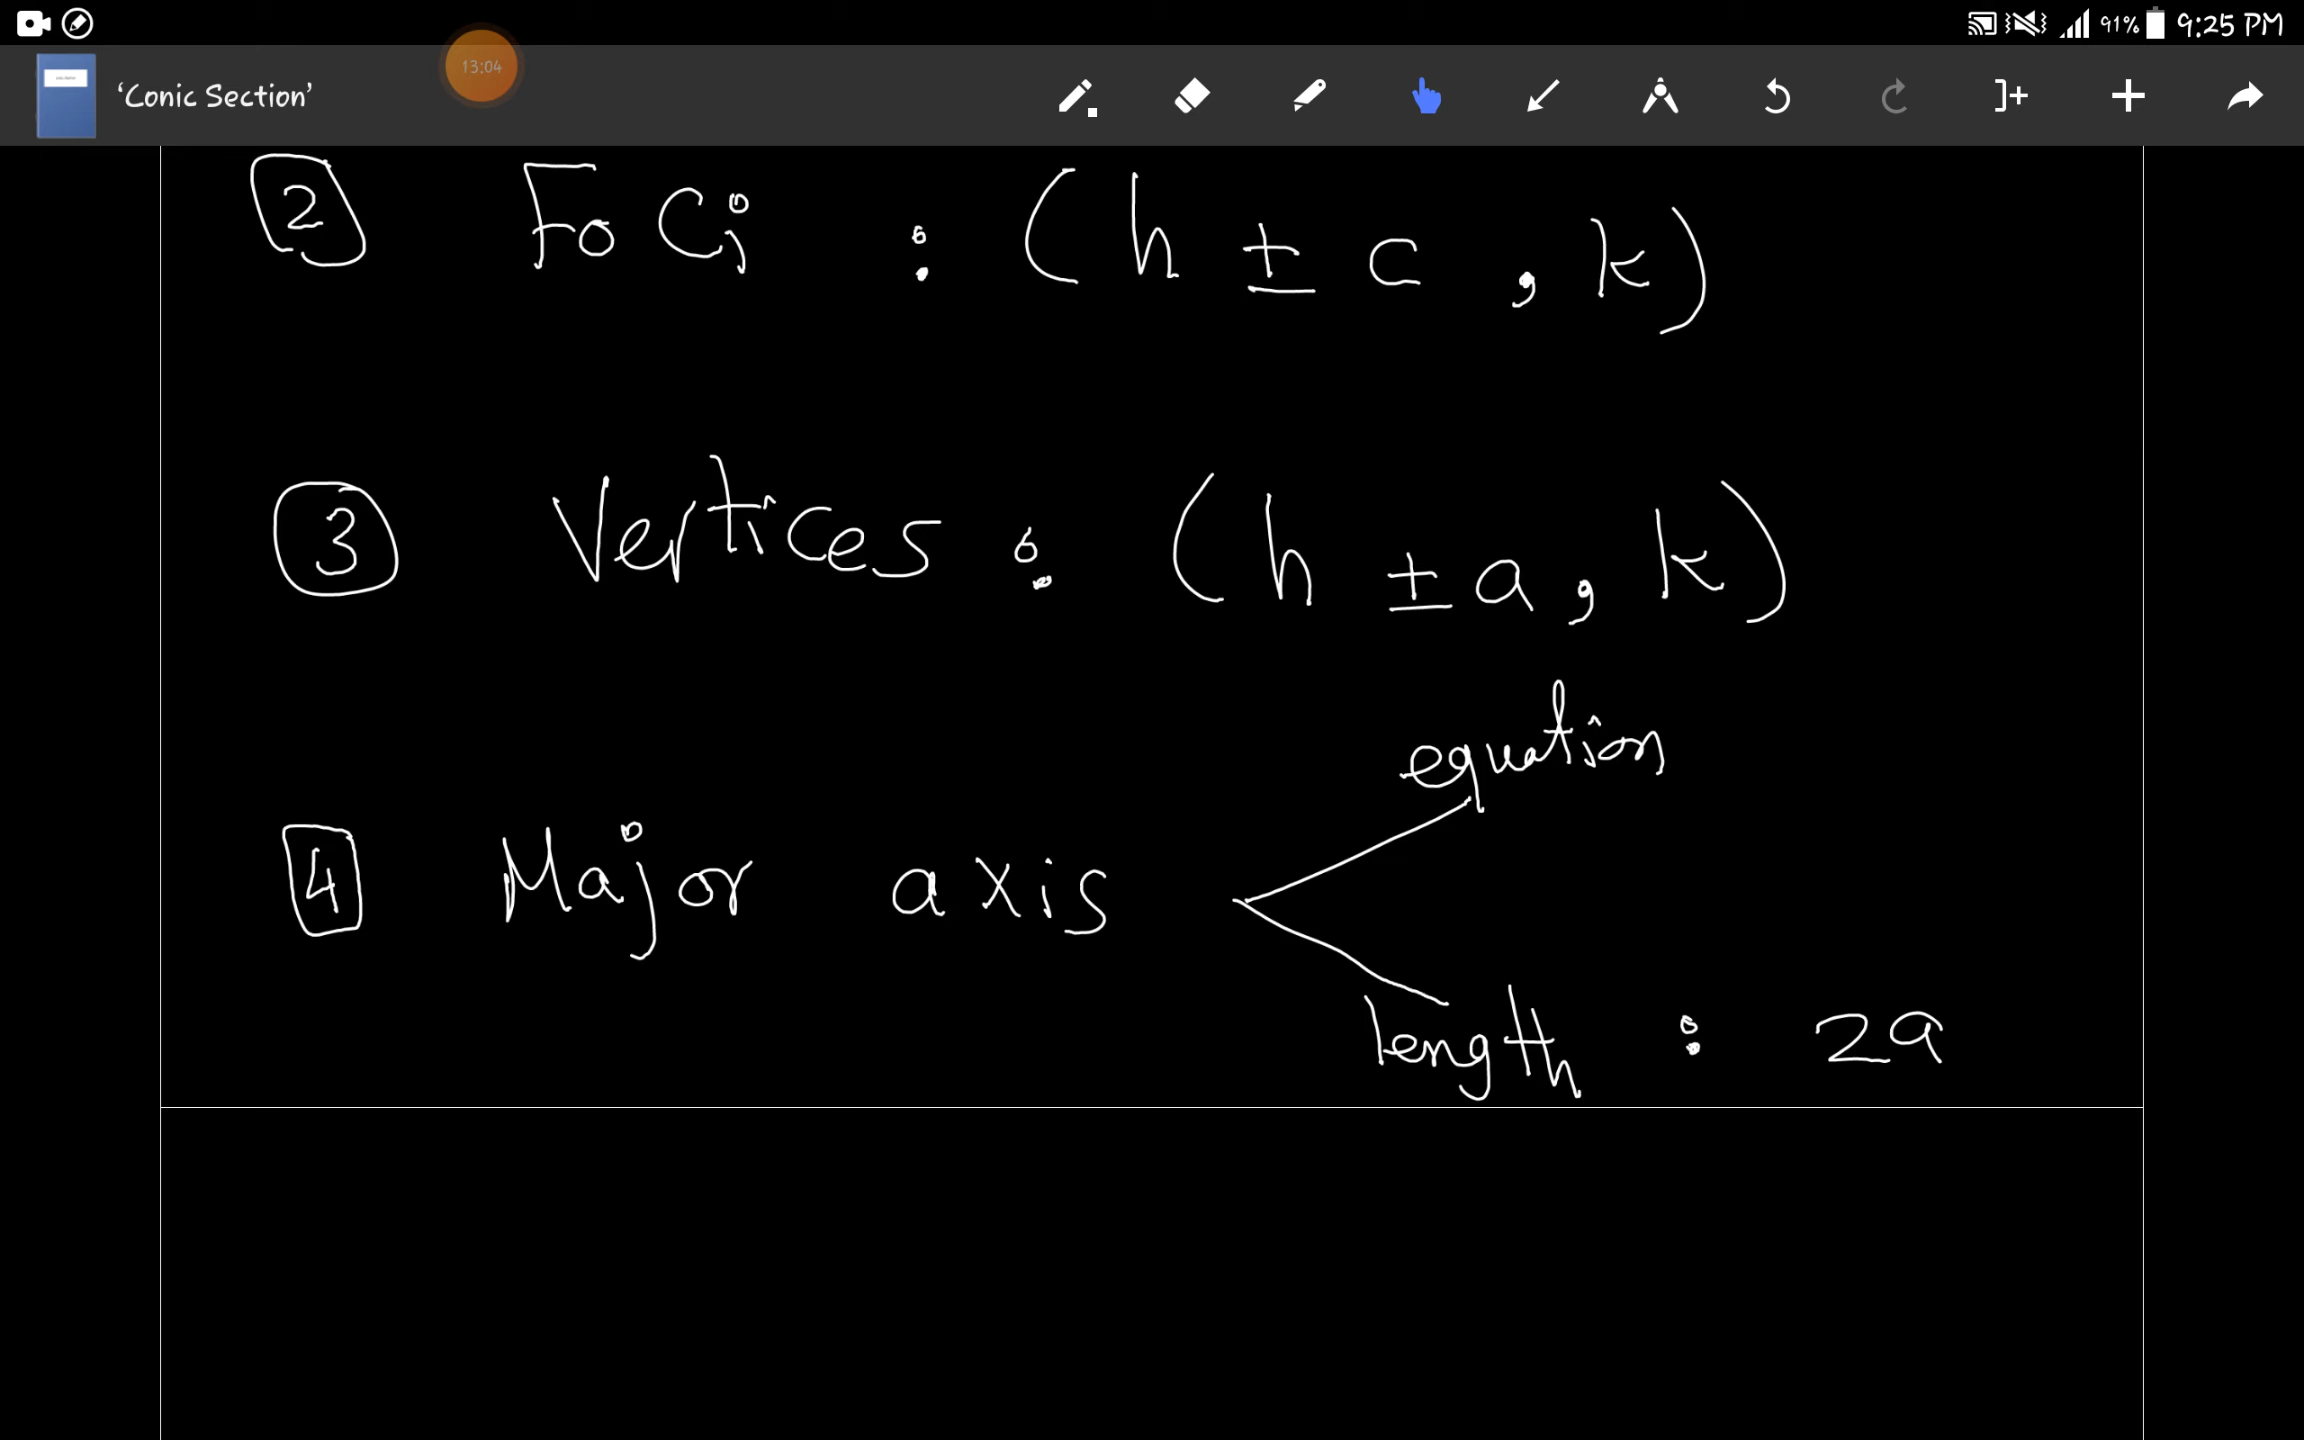 91% 9:25 PM
'Conic Section' 13:04 ]+
2 Foci : (h ± c , k)
3 Vertices : (h ± a , k)
equation
4 Major axis
length : 2a